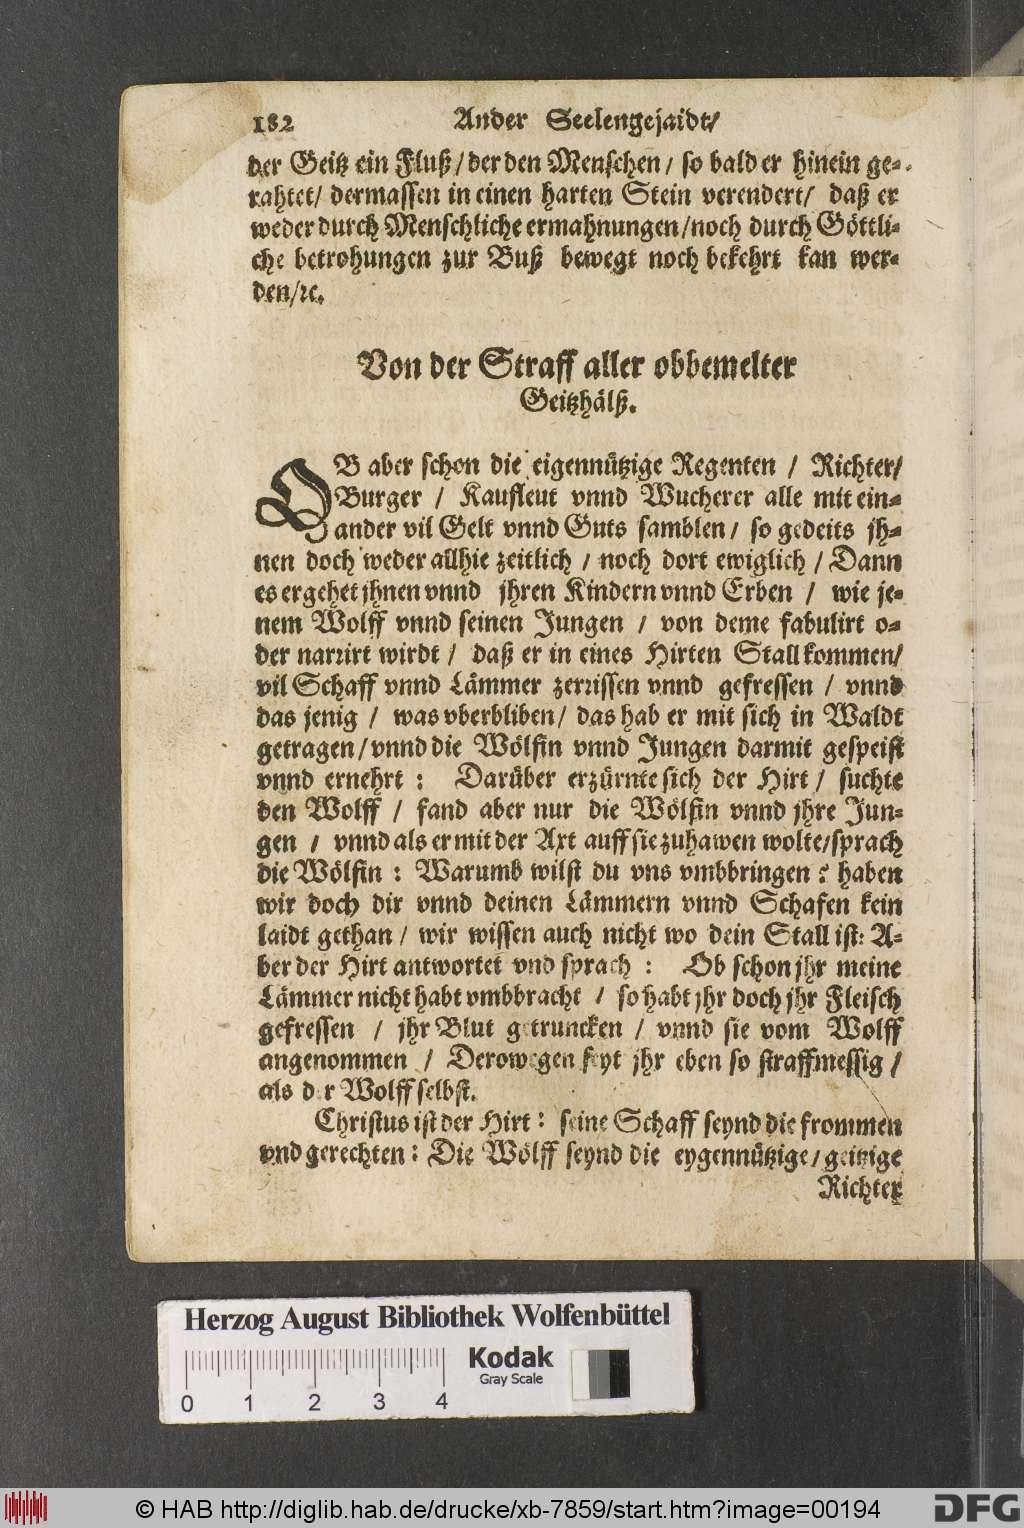 182 Ander Seelengejaidt/
der Geitz ein Fluß/ der den Menschen/ so bald er hinein ge-
rahtet/ dermassen in einen harten Stein verendert/ daß er
weder durch Menschliche ermahnungen/ noch durch Göttli-
che betrohungen zur Buß bewegt noch bekehrt kan wer-
den/ꝛc.
Von der Straff aller obbemelter
Geitzhälß.
OB aber schon die eigennützige Regenten / Richter/
Burger / Kaufleut vnnd Wucherer alle mit ein-
ander vil Gelt vnnd Guts samblen/ so gedeits jh-
nen doch weder allhie zeitlich / noch dort ewiglich / Dann
es ergehet jhnen vnnd jhren Kindern vnnd Erben / wie je-
nem Wolff vnnd seinen Jungen / von deme fabulirt o-
der narrirt wirdt / daß er in eines Hirten Stall kommen/
vil Schaff vnnd Lämmer zerrissen vnnd gefressen / vnnd
das jenig / was vberbliben/ das hab er mit sich in Waldt
getragen/ vnnd die Wölfin vnnd Jungen darmit gespeist
vnnd ernehrt : Darüber erzürnte sich der Hirt/ suchte
den Wolff / fand aber nur die Wölfin vnnd jhre Jun-
gen / vnnd als er mit der Axt auff sie zuhawen wolte/sprach
die Wölfin : Warumb wilst du vns vmbbringen ? haben
wir doch dir vnnd deinen Lämmern vnnd Schafen kein
laidt gethan/ wir wissen auch nicht wo dein Stall ist: A-
ber der Hirt antwortet vnd sprach : Ob schon jhr meine
Lämmer nicht habt vmbbracht / so habt jhr doch jhr Fleisch
gefressen / jhr Blut getruncken / vnnd sie vom Wolff
angenommen / Derowegen seyt jhr eben so straffmessig /
als der Wolff selbst.
Christus ist der Hirt : seine Schaff seynd die frommen
vnd gerechten : Die Wölff seynd die eygennützige/ geitzige
Richter
Herzog August Bibliothek Wolfenbüttel
0 1 2 3 4
Kodak
Gray Scale
© HAB http://diglib.hab.de/drucke/xb-7859/start.htm?image=00194
DFG